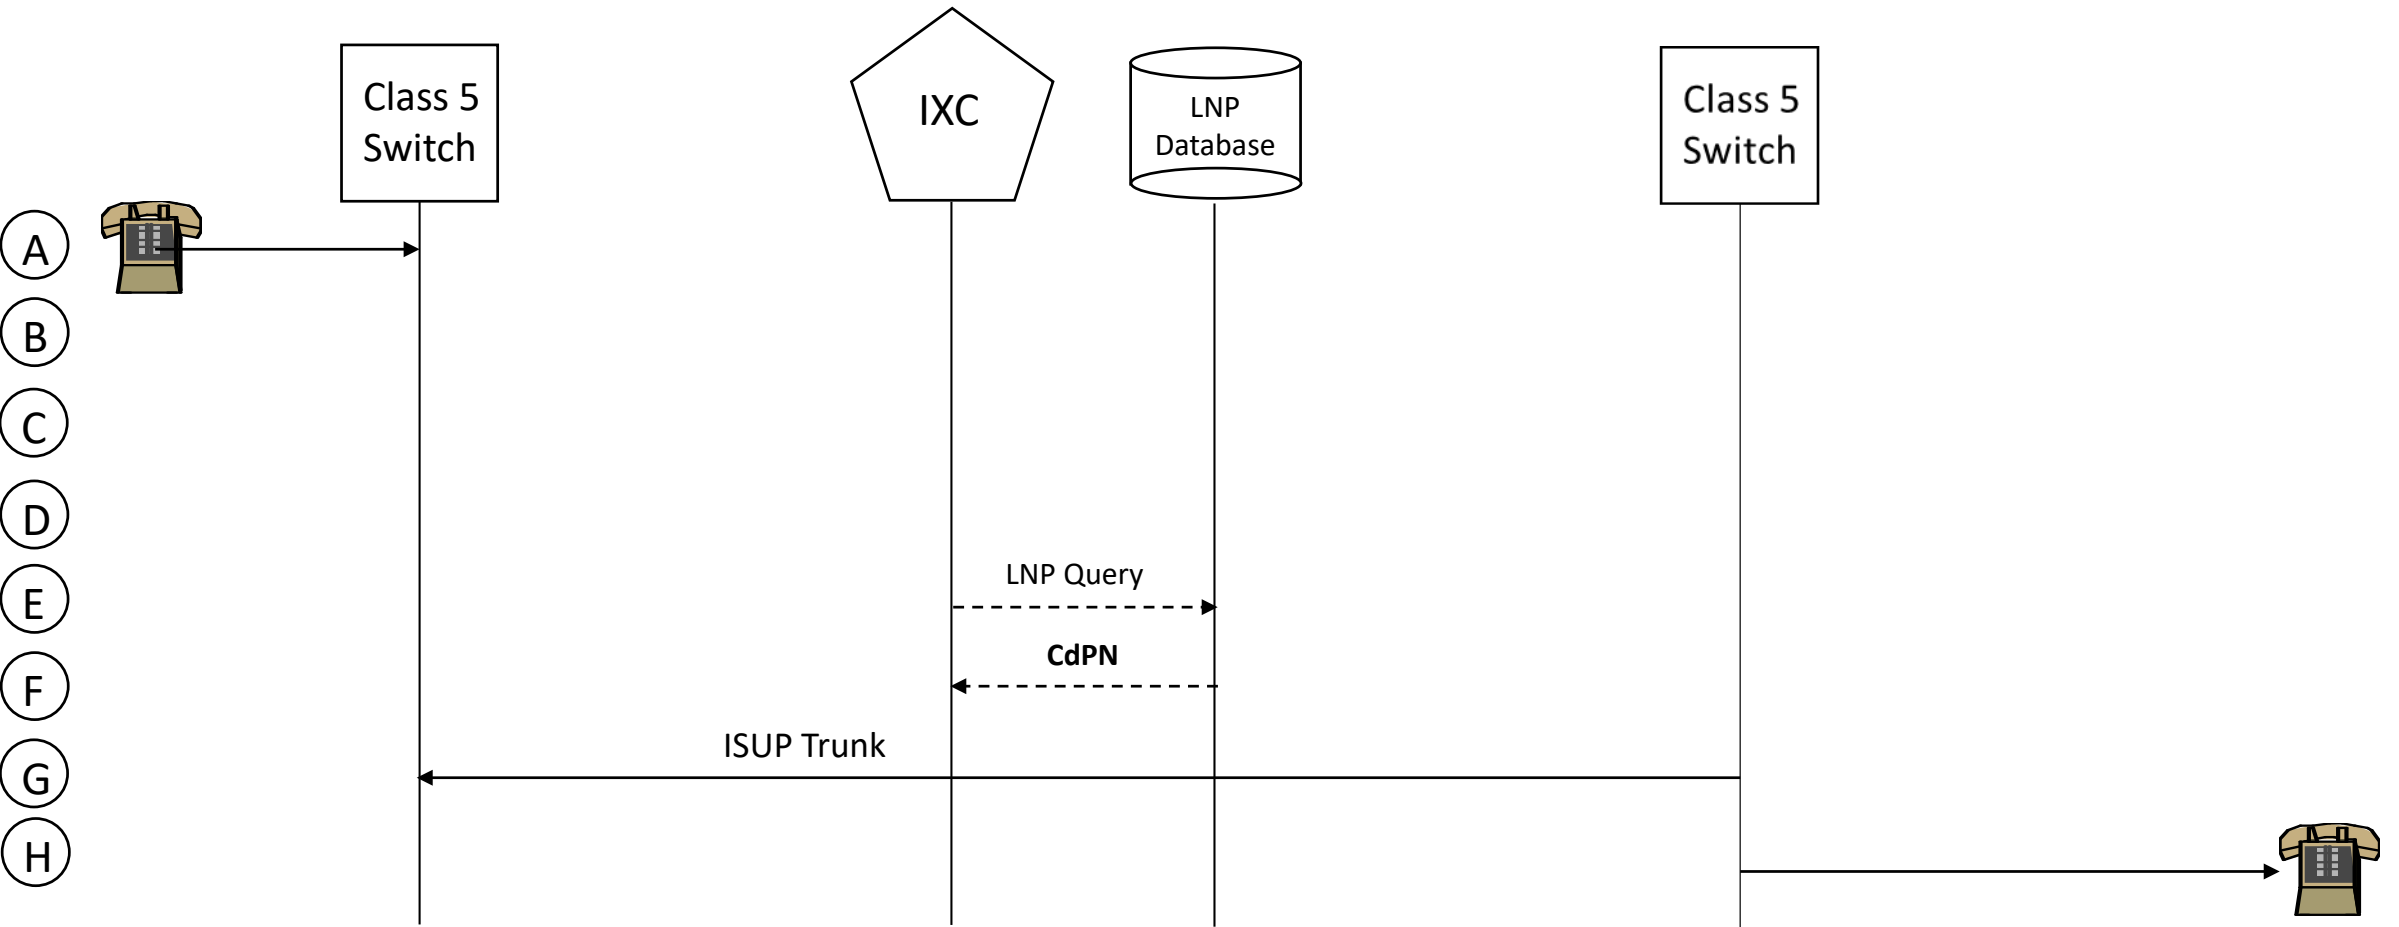 Class 5
Switch
IXC
LNP
Database
Class 5
Switch
A
B
C
D
E
LNP Query
CdPN
F
ISUP Trunk
G
H